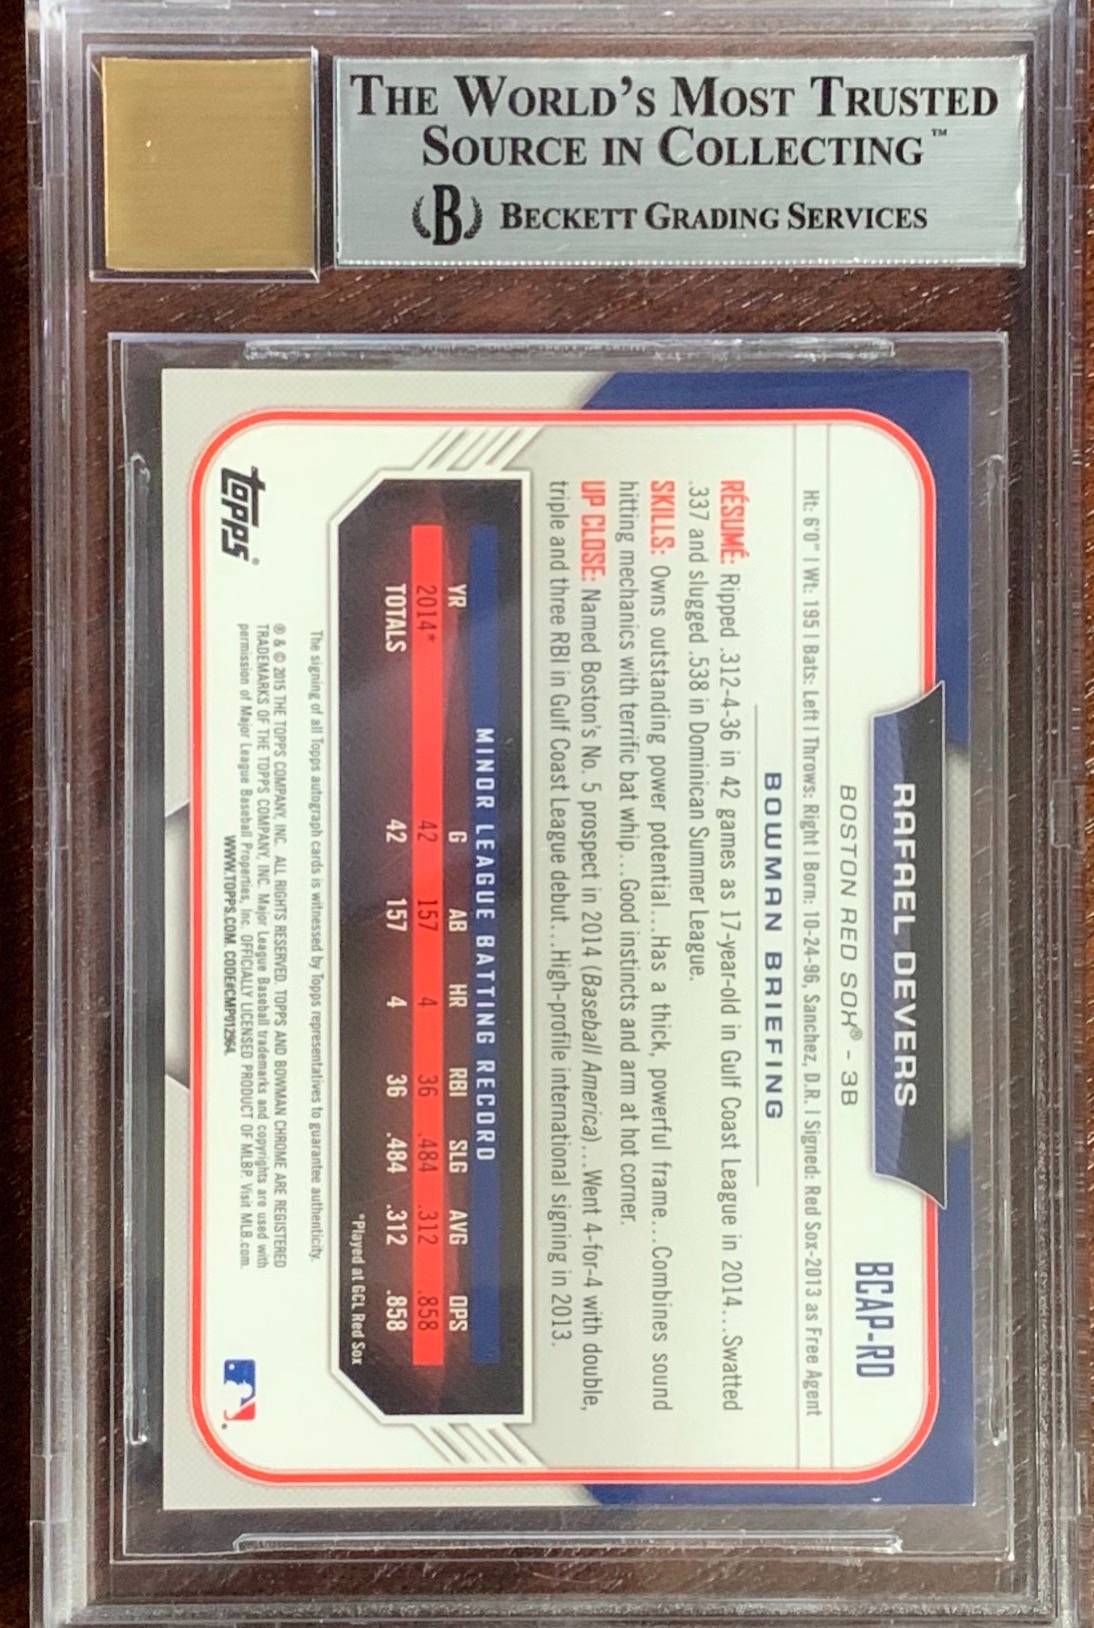 THE WORLD'S MOST TRUSTED
SOURCE IN COLLECTING™
B BECKETT GRADING SERVICES
RAFAEL DEVERS
BCAP-RD
BOSTON RED SOX® – 3B
Ht: 6'0" | Wt: 195 | Bats: Left | Throws: Right | Born: 10-24-96, Sanchez, D.R. | Signed: Red Sox-2013 as Free Agent
BOWMAN BRIEFING
RÉSUMÉ: Ripped .312-4-36 in 42 games as 17-year-old in Gulf Coast League in 2014...Swatted
.337 and slugged .538 in Dominican Summer League.
SKILLS: Owns outstanding power potential...Has a thick, powerful frame...Combines sound
hitting mechanics with terrific bat whip...Good instincts and arm at hot corner.
UP CLOSE: Named Boston's No. 5 prospect in 2014 (Baseball America)...Went 4-for-4 with double,
triple and three RBI in Gulf Coast League debut...High-profile international signing in 2013.
MINOR LEAGUE BATTING RECORD
YR G AB HR RBI SLG AVG OPS
2014* 42 157 4 36 .484 .312 .858
TOTALS 42 157 4 36 .484 .312 .858
*Played at GCL Red Sox
The signing of all Topps autograph cards is witnessed by Topps representatives to guarantee authenticity.
® & © 2015 THE TOPPS COMPANY, INC. ALL RIGHTS RESERVED. TOPPS AND BOWMAN CHROME ARE REGISTERED
TRADEMARKS OF THE TOPPS COMPANY, INC. Major League Baseball trademarks and copyrights are used with
permission of Major League Baseball Properties, Inc. OFFICIALLY LICENSED PRODUCT OF MLBP. Visit MLB.com.
WWW.TOPPS.COM. CODE#CMP012964.
topps®